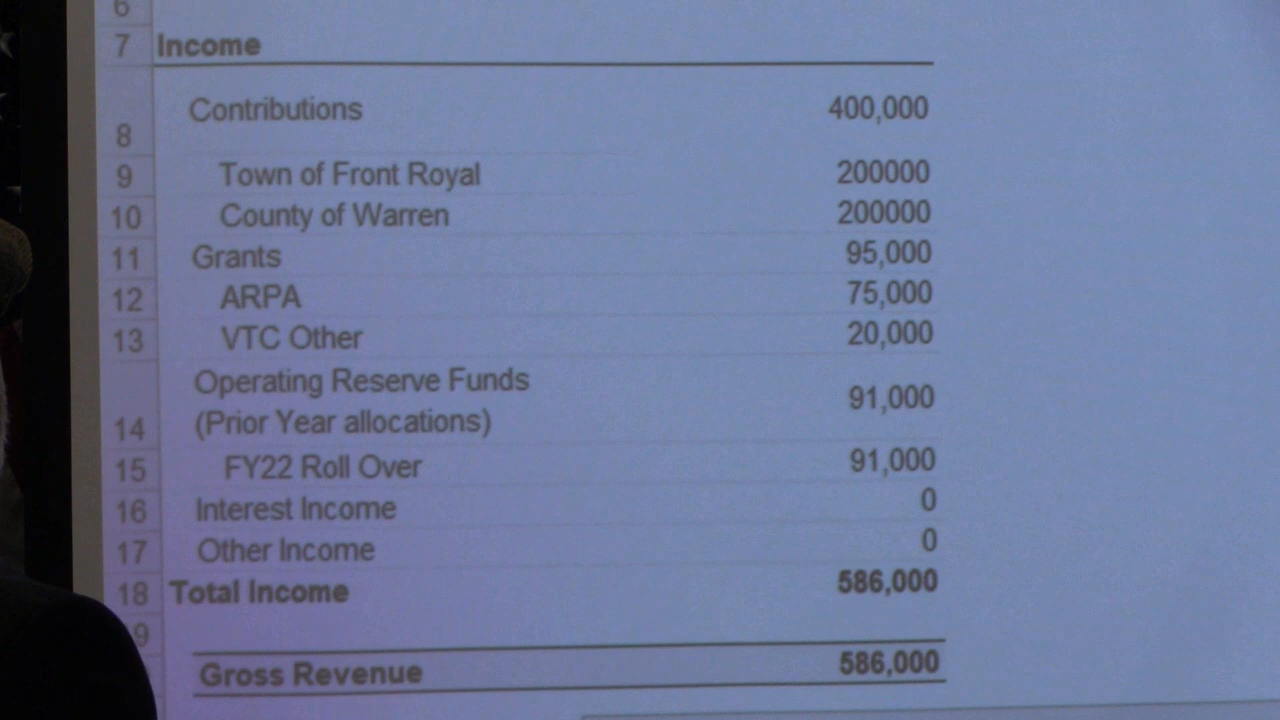 6
7 Income
Contributions 400,000
8
9 Town of Front Royal 200000
10 County of Warren 200000
11 Grants 95,000
12 ARPA 75,000
13 VTC Other 20,000
Operating Reserve Funds 91,000
14 (Prior Year allocations)
15 FY22 Roll Over 91,000
16 Interest Income 0
17 Other Income 0
18 Total Income 586,000
9
Gross Revenue 586,000